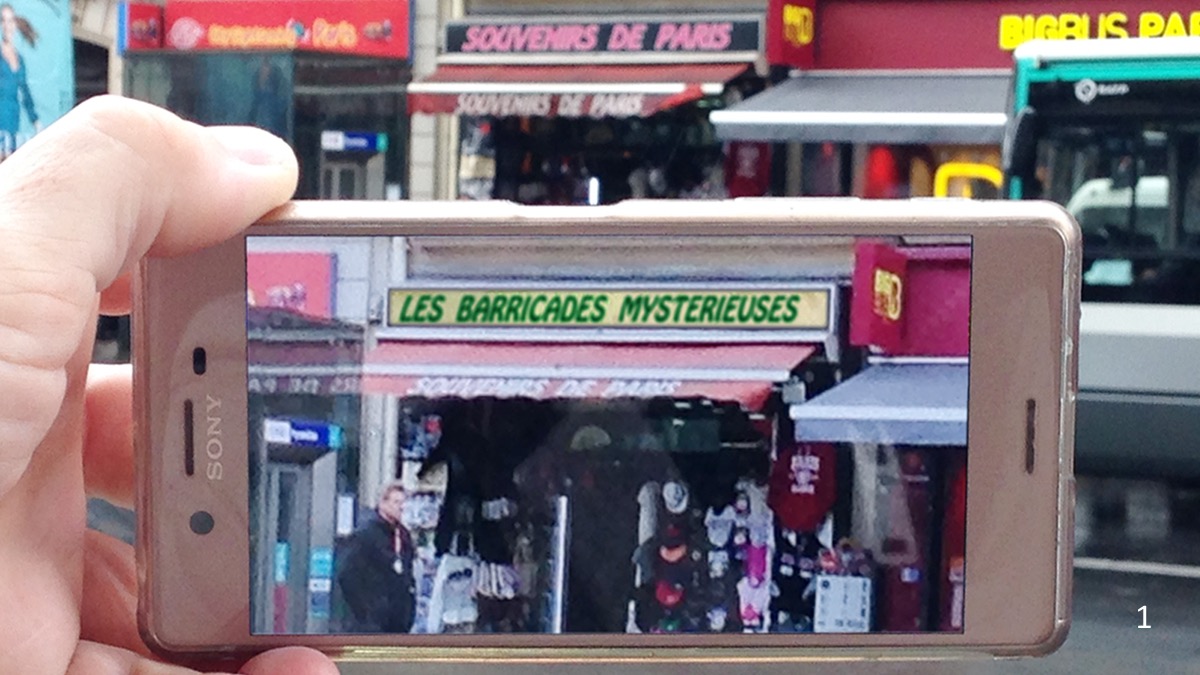 SOUVENIRS DE PARIS
BIGBUS PA
SOUVENIRS DE PARIS
LES BARRICADES MYSTERIEUSES
SOUVENIRS DE PARIS
SONY
1